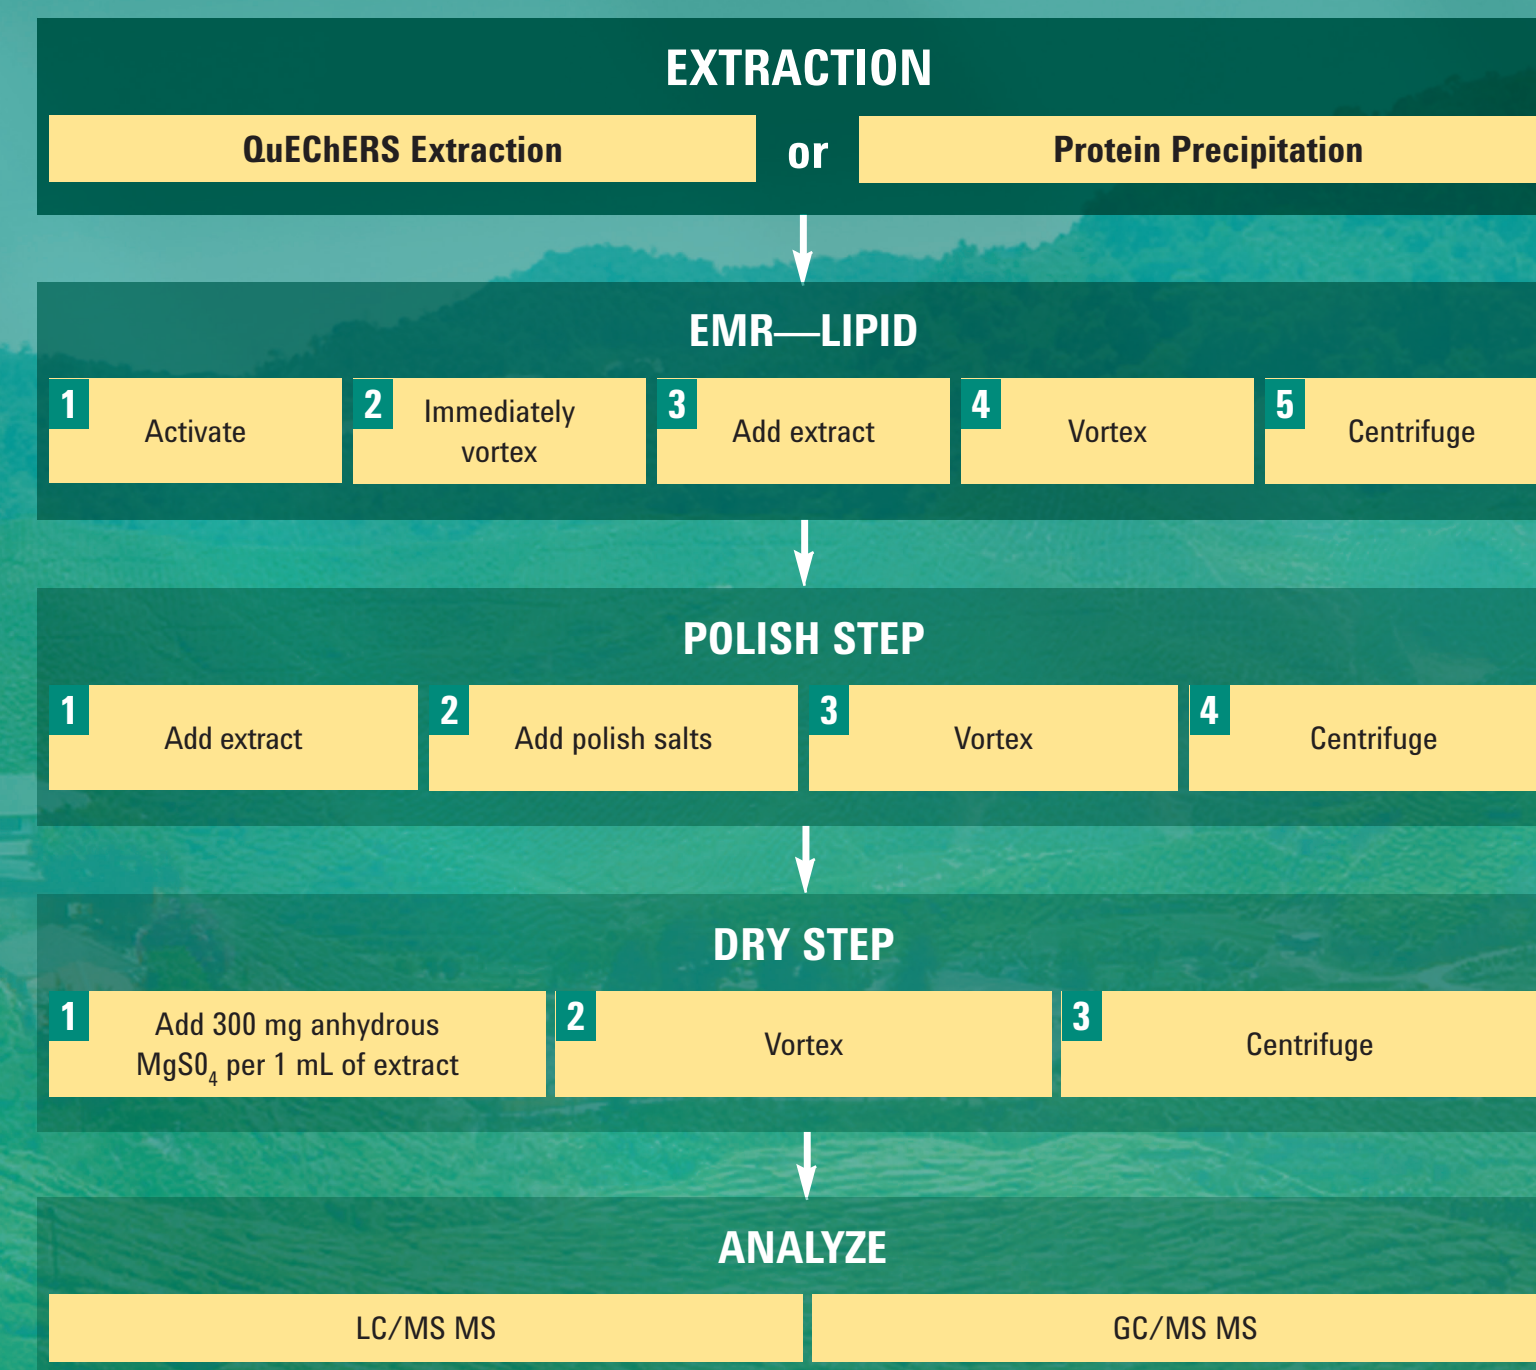 EXTRACTION
QuEChERS Extraction or Protein Precipitation
EMR—LIPID
1 Activate
2 Immediately
vortex
3 Add extract
4 Vortex
5 Centrifuge
POLISH STEP
1 Add extract
2 Add polish salts
3 Vortex
4 Centrifuge
DRY STEP
1 Add 300 mg anhydrous
MgSO₄ per 1 mL of extract
2 Vortex
3 Centrifuge
ANALYZE
LC/MS MS
GC/MS MS